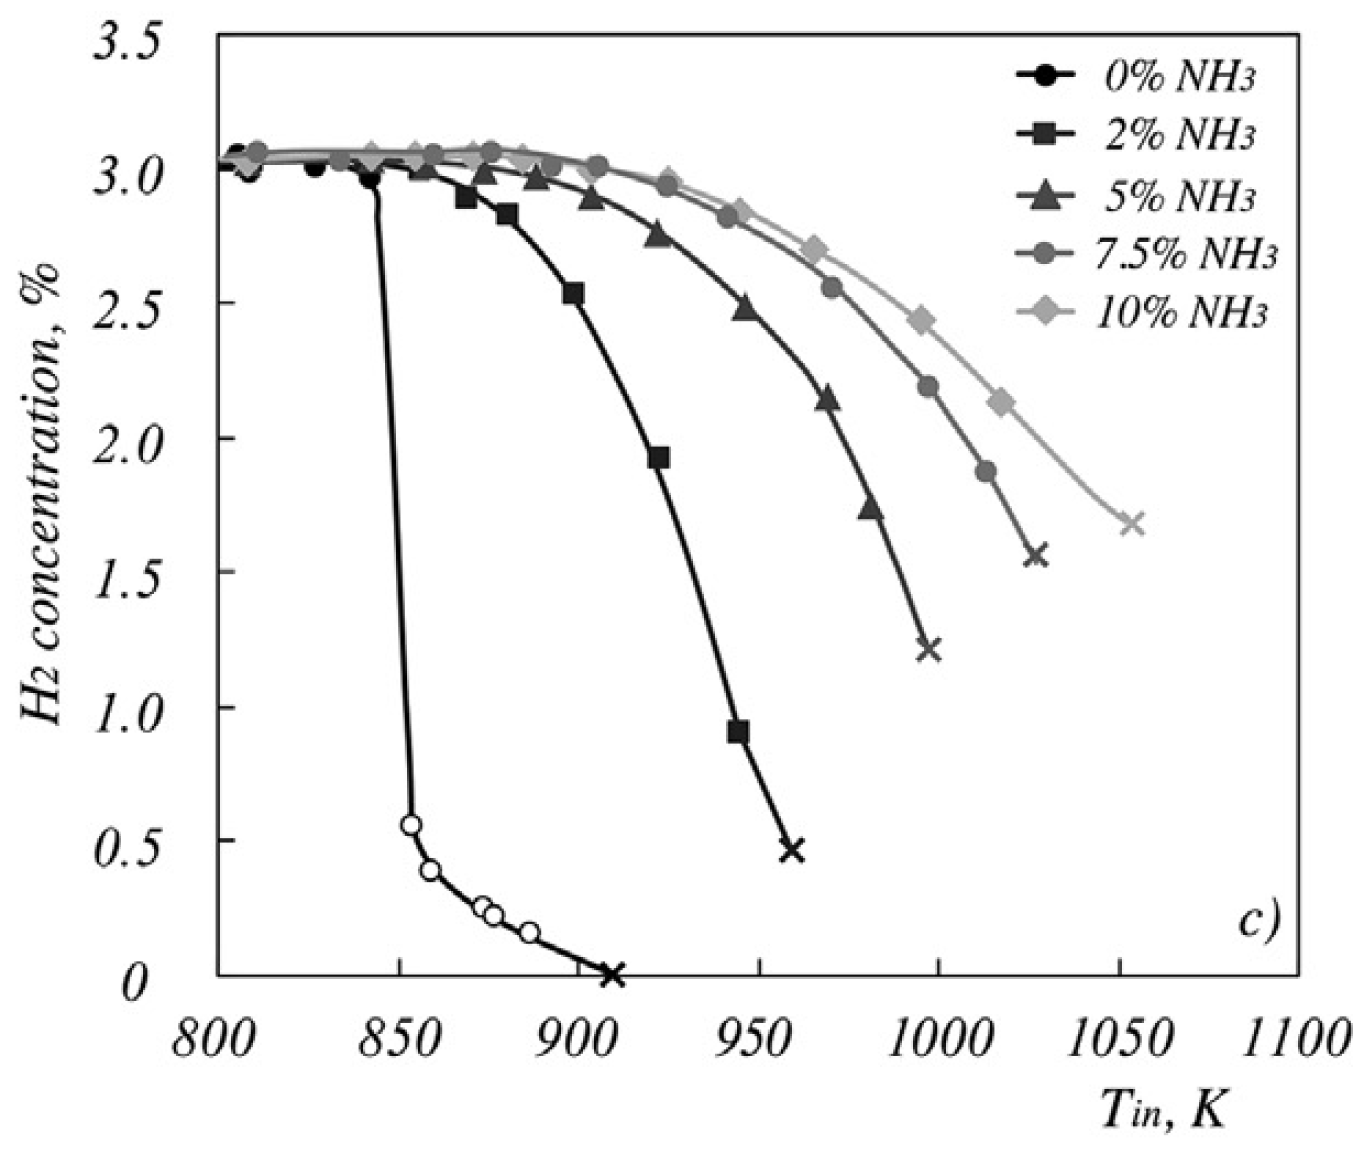 3.5
3.0
2.5
2.0
1.5
1.0
0.5
0
H2 concentration, %
0% NH3
2% NH3
5% NH3
7.5% NH3
10% NH3
c)
800 850 900 950 1000 1050 1100
Tin, K